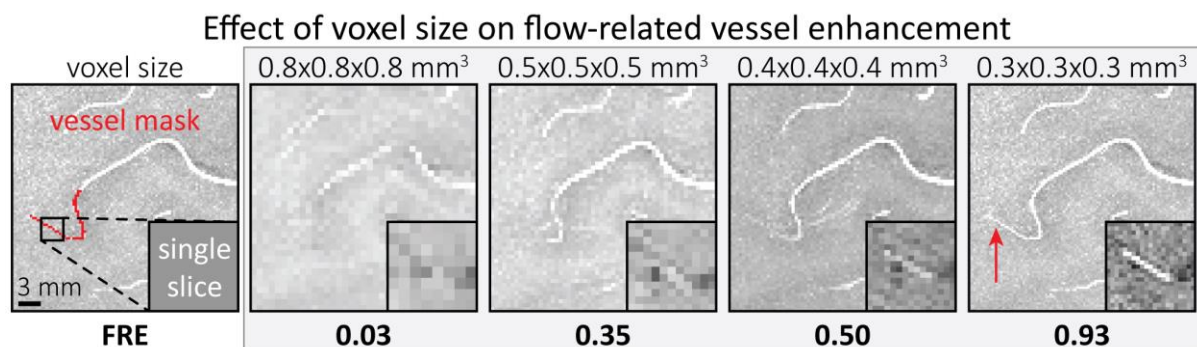 Effect of voxel size on flow-related vessel enhancement
voxel size 0.8x0.8x0.8 mm³ 0.5x0.5x0.5 mm³ 0.4x0.4x0.4 mm³ 0.3x0.3x0.3 mm³
vessel mask
single
slice
3 mm
FRE 0.03 0.35 0.50 0.93